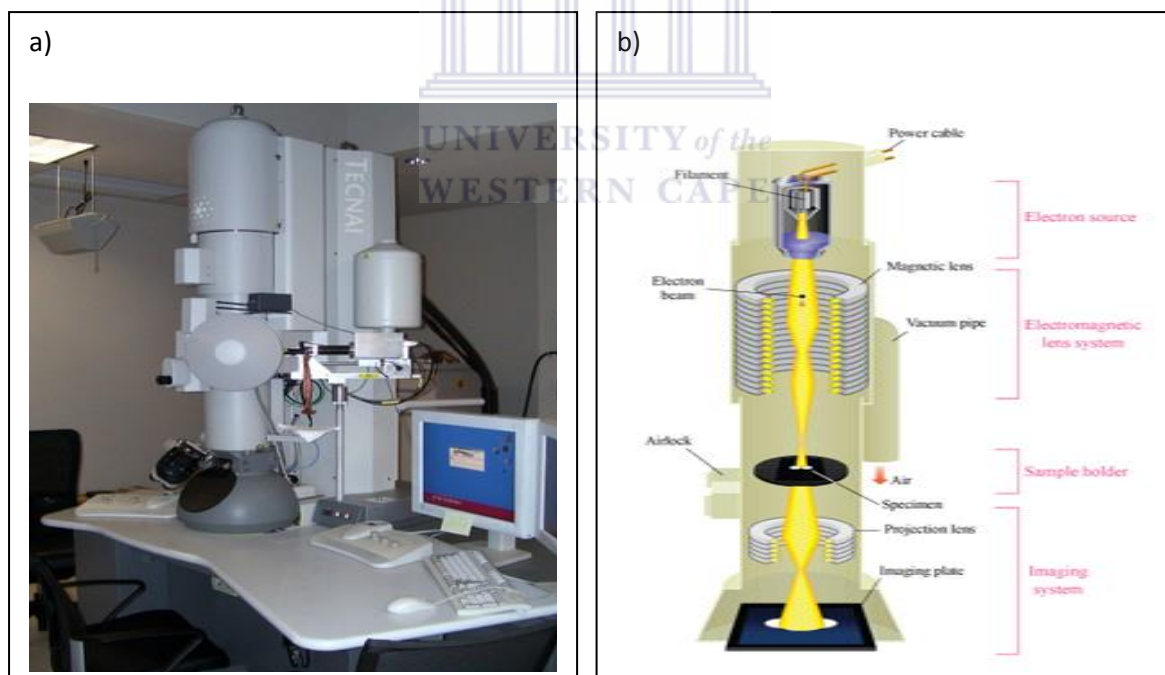 a)
b)
UNIVERSITY of the
WESTERN CAPE
TECNAI
Power cable
Filament
Electron source
Magnetic lens
Electron
beam
Vacuum pipe
Electromagnetic
lens system
Airlock
Air
Sample bolder
Specimen
Projection lens
Imaging plate
Imaging
system